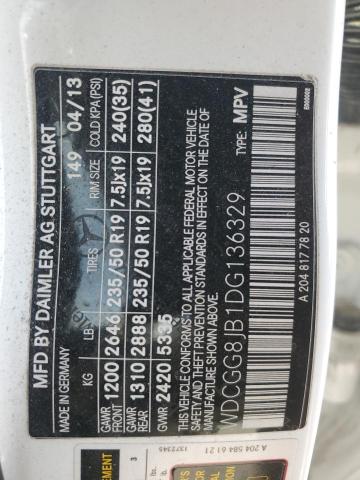 MFD BY DAIMLER AG STUTTGART
MADE IN GERMANY 149 04/13
KG LB TIRES RIM SIZE COLD KPA(PSI)
GAWR FRONT 1200 2646 235/50 R19 7.5Jx19 240(35)
GAWR REAR 1310 2888 235/50 R19 7.5Jx19 280(41)
GVWR 2420 5335
THIS VEHICLE CONFORMS TO ALL APPLICABLE FEDERAL MOTOR VEHICLE
SAFETY, BUMPER, AND THEFT PREVENTION STANDARDS IN EFFECT ON THE DATE OF
MANUFACTURE SHOWN ABOVE.
WDCGG8JB1DG136329 TYPE: MPV
A 204 817 78 20
A 204 584 61 21
1372345
3